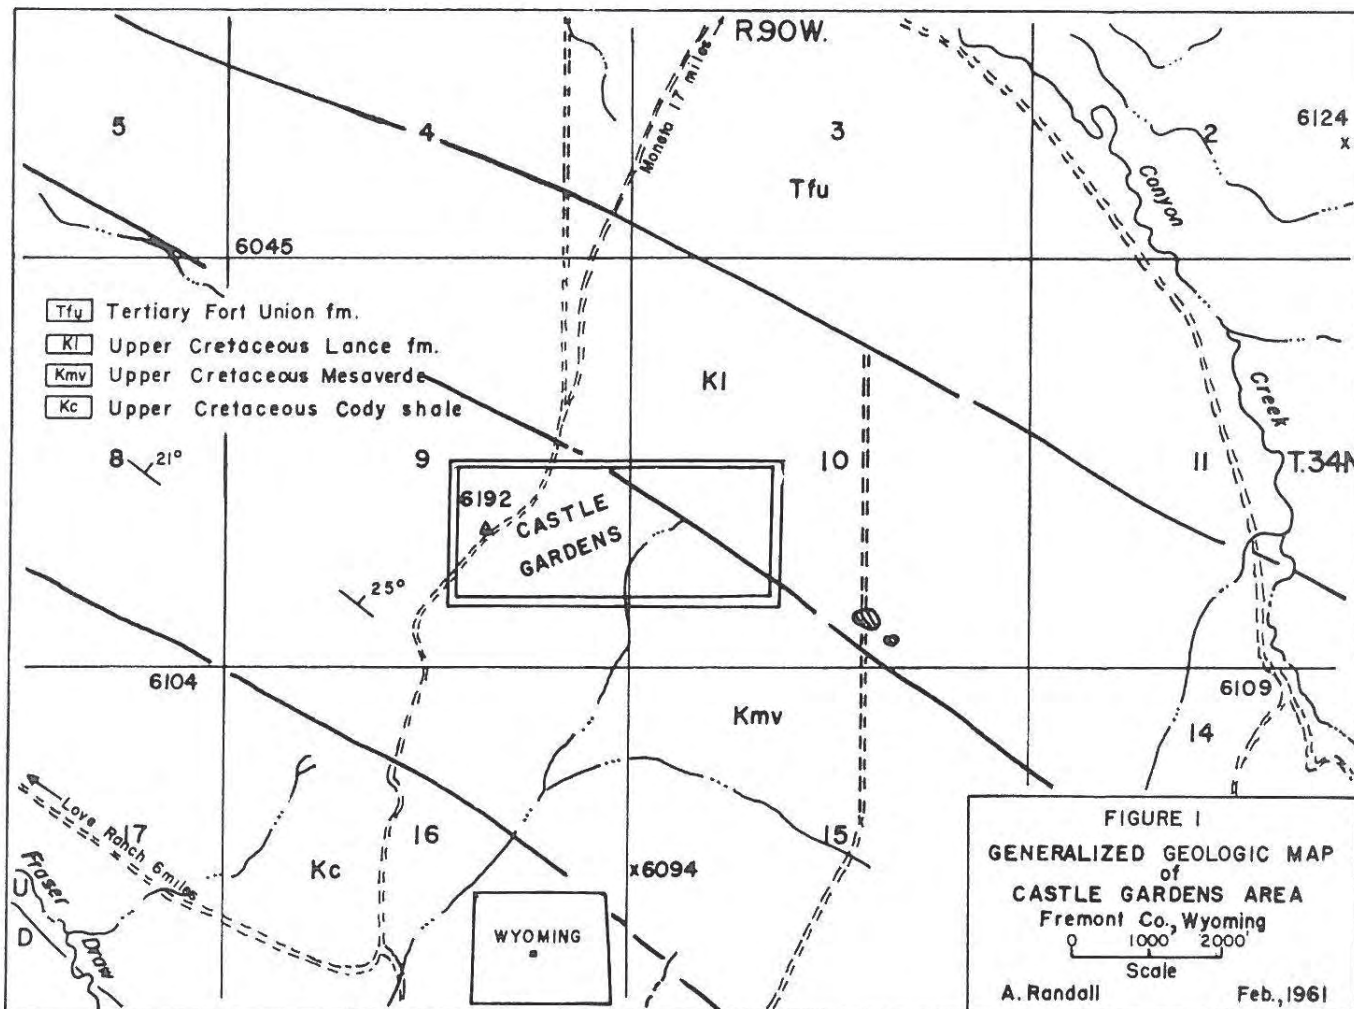 R.90W.
Moneta 17 miles
5
4
3
2
6124
x
Tfu
Canyon
6045
Tfu Tertiary Fort Union fm.
Kl Upper Cretaceous Lance fm.
Kmv Upper Cretaceous Mesaverde
Kc Upper Cretaceous Cody shale
Kl
Creek
8
21°
9
10
11
T.34N
6192
CASTLE
GARDENS
25°
6104
6109
Kmv
14
Love Ranch 6 miles
17
16
15
Kc
x6094
U
D
Fraser
Draw
WYOMING
FIGURE 1
GENERALIZED GEOLOGIC MAP
of
CASTLE GARDENS AREA
Fremont Co., Wyoming
0 1000 2000'
Scale
A. Randall Feb., 1961